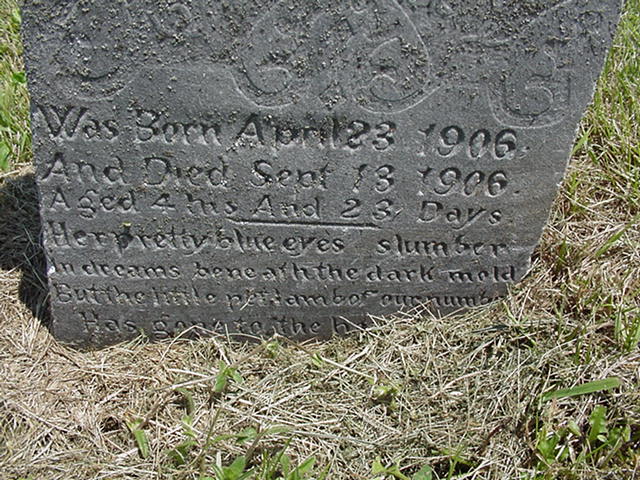 Was Born April 23 1906.
And Died Sept 13 1906.
Aged 4 ms And 23, Days.
Her pretty blue eyes slumber
In dreams beneath the dark mold
But the little pet lamb of our number
Has gone to the